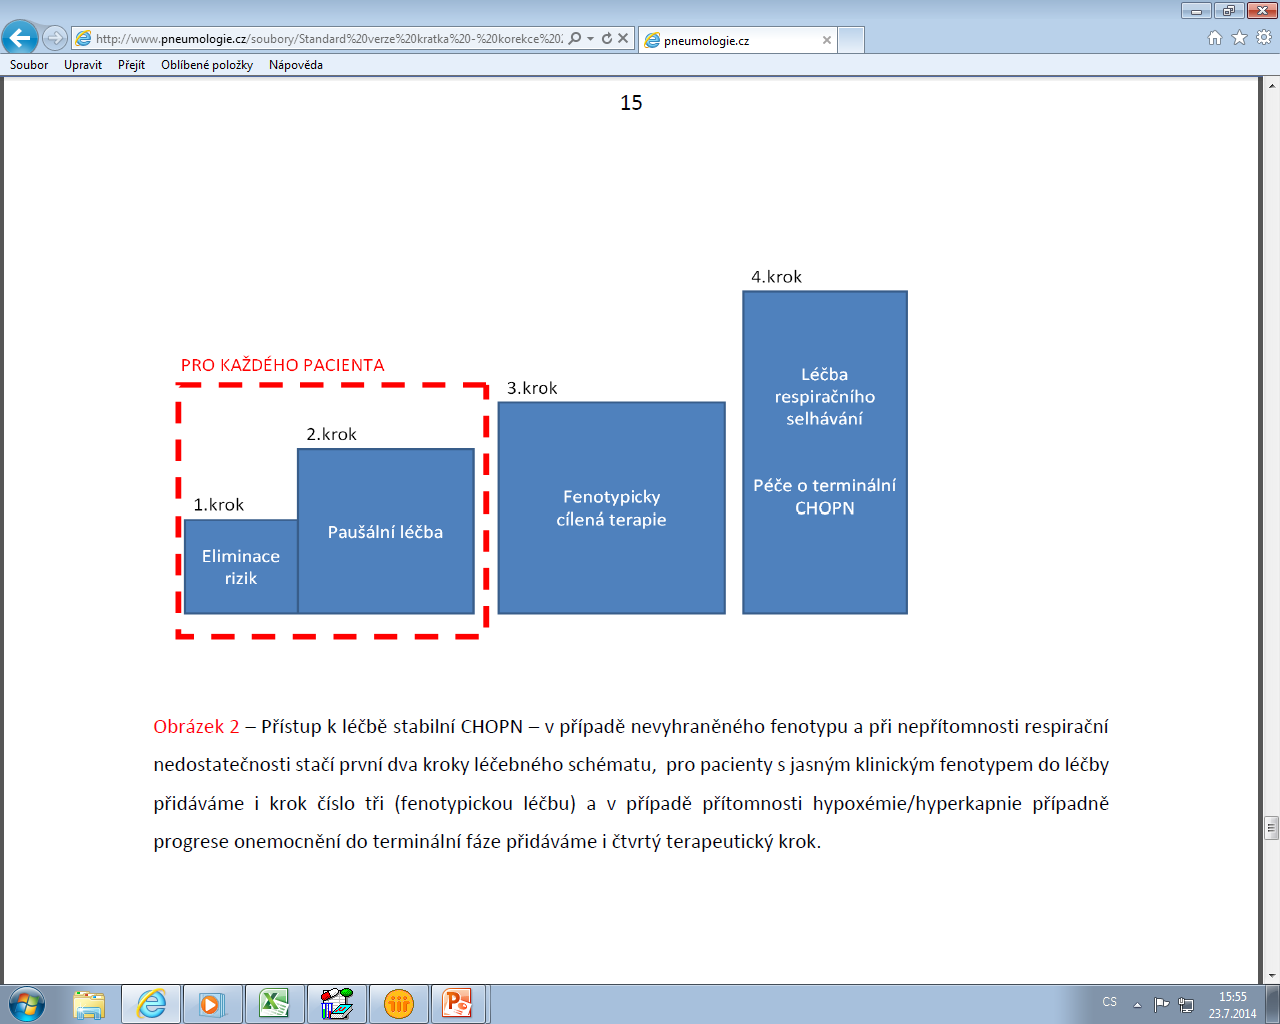 http://www.pneumologie.cz/soubory/Standard%20verze%20kratka%20-%20korekce%20
pneumologie.cz
Soubor Upravit Přejít Oblíbené položky Nápověda
15
4.krok
PRO KAŽDÉHO PACIENTA
3.krok
2.krok
1.krok
Eliminace
rizik
Paušální léčba
Fenotypicky
cílená terapie
Léčba
respiračního
selhávání
Péče o terminální
CHOPN
Obrázek 2 – Přístup k léčbě stabilní CHOPN – v případě nevyhraněného fenotypu a při nepřítomnosti respirační
nedostatečnosti stačí první dva kroky léčebného schématu, pro pacienty s jasným klinickým fenotypem do léčby
přidáváme i krok číslo tři (fenotypickou léčbu) a v případě přítomnosti hypoxémie/hyperkapnie případně
progrese onemocnění do terminální fáze přidáváme i čtvrtý terapeutický krok.
CS
15:55
23.7.2014